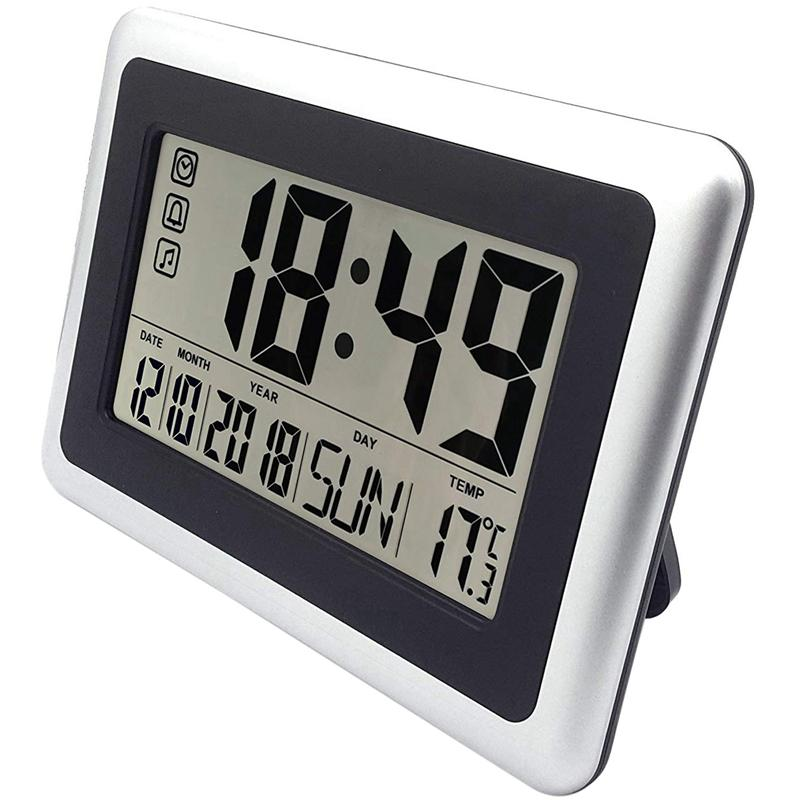 18:49
DATE MONTH YEAR DAY TEMP
12 10 2018 SUN 17.3°C